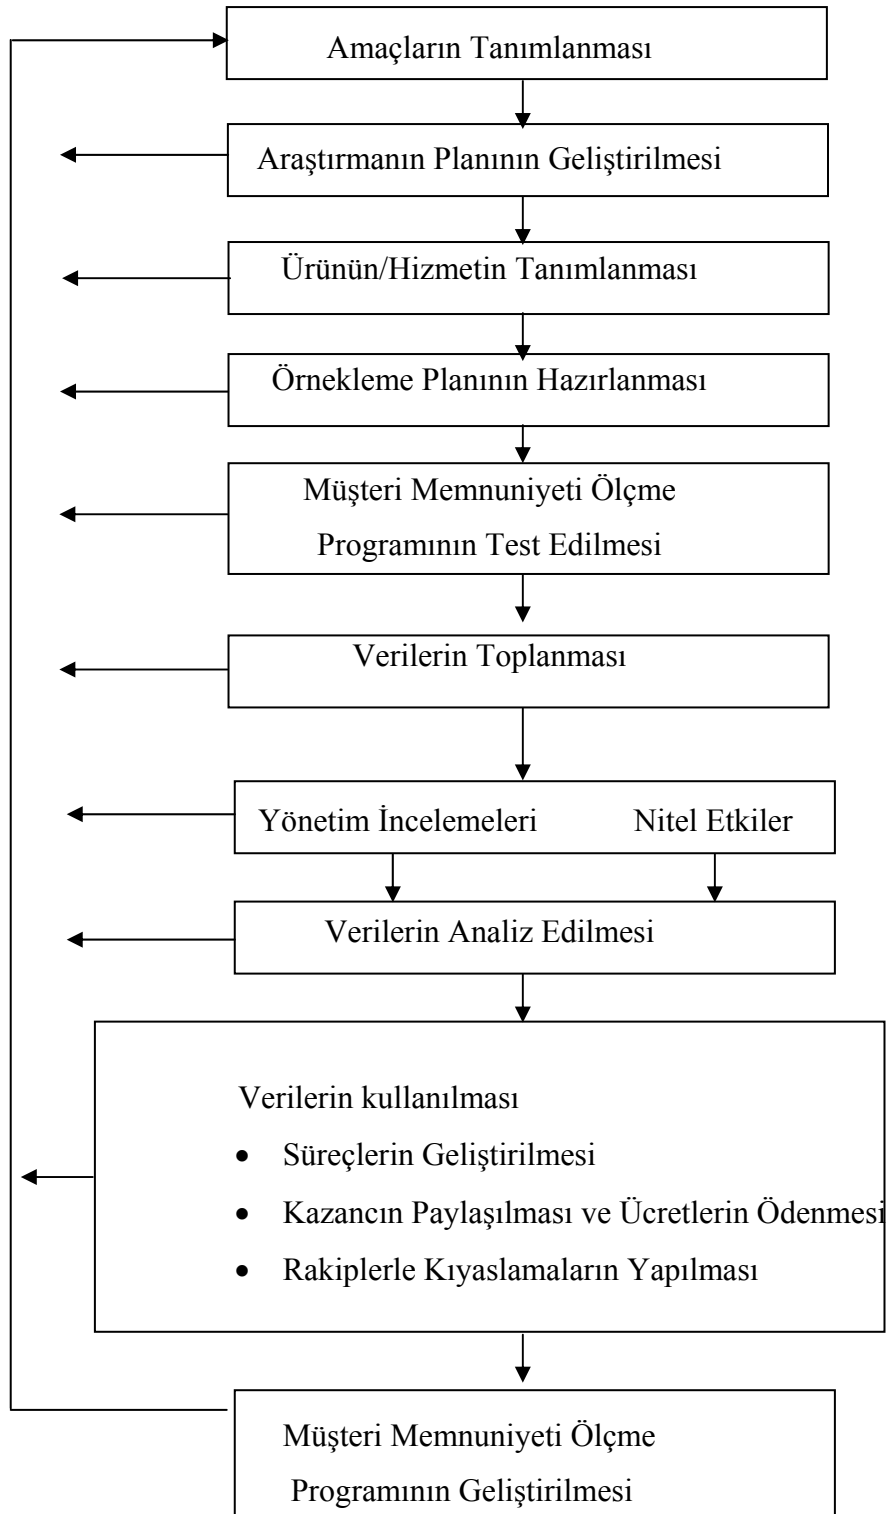 Amaçların Tanımlanması
Araştırmanın Planının Geliştirilmesi
Ürünün/Hizmetin Tanımlanması
Örnekleme Planının Hazırlanması
Müşteri Memnuniyeti Ölçme
Programının Test Edilmesi
Verilerin Toplanması
Yönetim İncelemeleri Nitel Etkiler
Verilerin Analiz Edilmesi
Verilerin kullanılması
• Süreçlerin Geliştirilmesi
• Kazancın Paylaşılması ve Ücretlerin Ödenmesi
• Rakiplerle Kıyaslamaların Yapılması
Müşteri Memnuniyeti Ölçme
Programının Geliştirilmesi